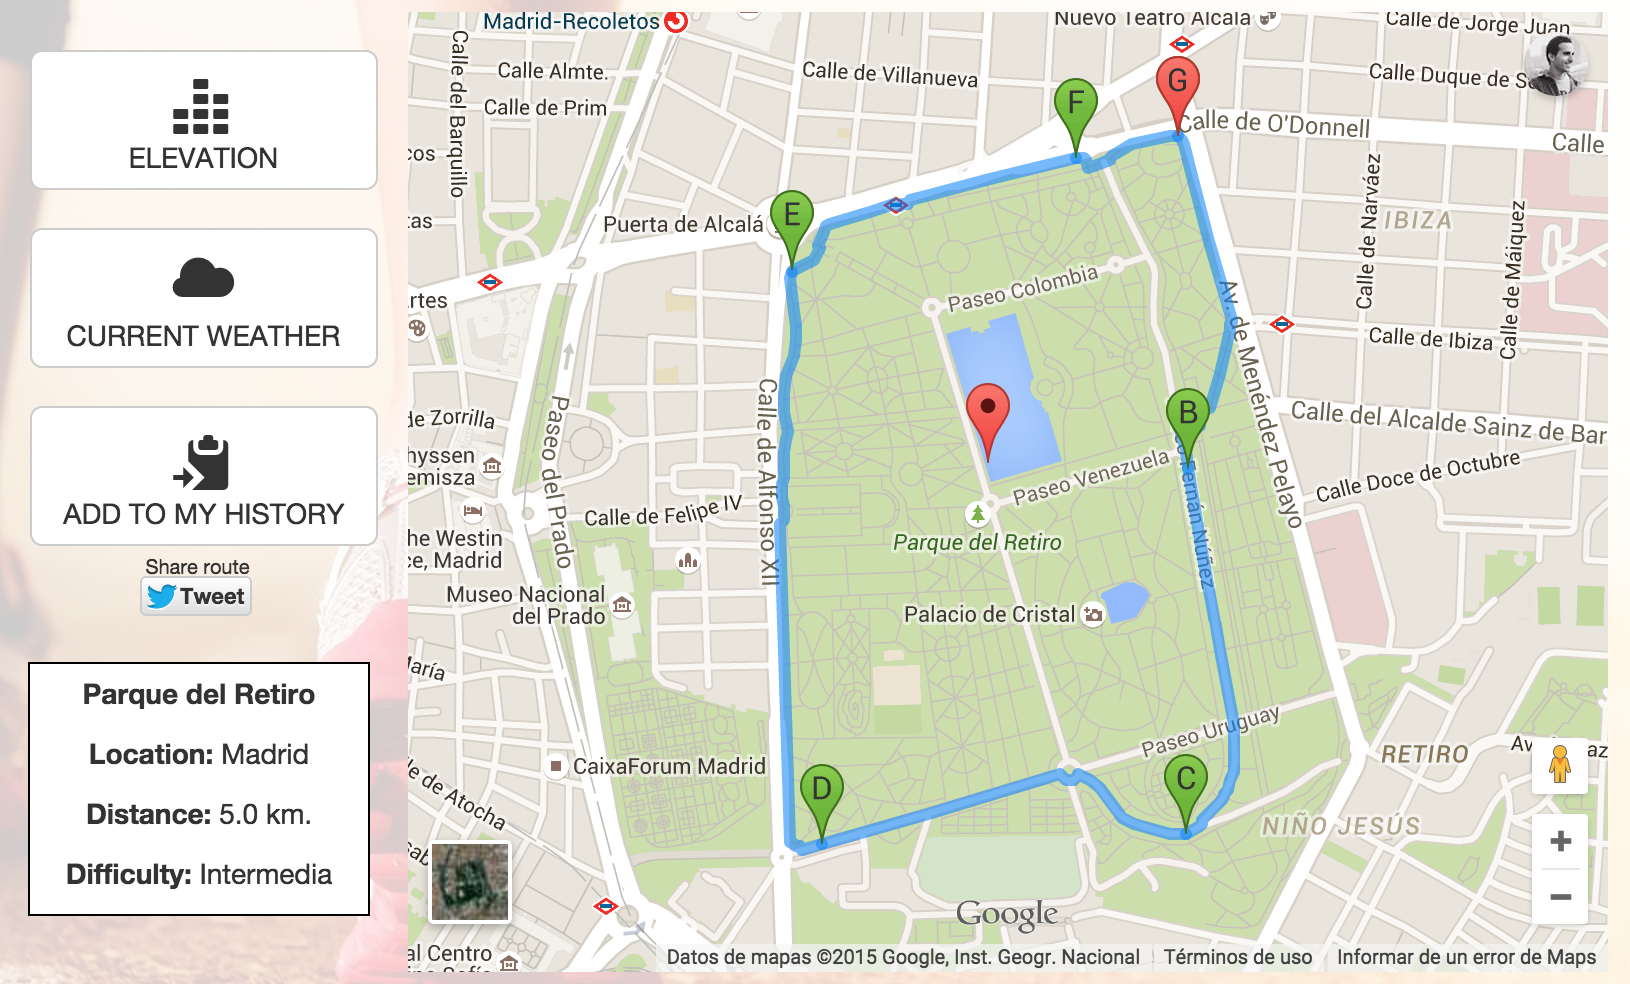 ELEVATION
CURRENT WEATHER
ADD TO MY HISTORY
Share route
Tweet
Parque del Retiro
Location: Madrid
Distance: 5.0 km.
Difficulty: Intermedia
Madrid-Recoletos
Nuevo Teatro Alcalá
Calle de Jorge Juan
Calle Almte.
Calle de Villanueva
Calle Duque de S
Calle de Prim
Calle del Barquillo
F
G
Calle de O'Donnell
Calle
cos
tas
Puerta de Alcalá
E
IBIZA
Calle de Narváez
Calle de Máiquez
Paseo Colombia
rtes
Av. de Menéndez Pelayo
Calle de Ibiza
de Zorrilla
Paseo del Prado
Calle de Alfonso XII
B
Calle del Alcalde Sainz de Bar
hyssen
emisza
Paseo Venezuela
Calle Doce de Octubre
Calle de Felipe IV
Fernán Núñez
Parque del Retiro
he Westin
ce, Madrid
Museo Nacional
del Prado
Palacio de Cristal
María
Paseo Uruguay
CaixaForum Madrid
RETIRO
Av
az
D
C
lle de Atocha
NIÑO JESÚS
sab
Google
al Centro
Datos de mapas ©2015 Google, Inst. Geogr. Nacional
Términos de uso
Informar de un error de Maps